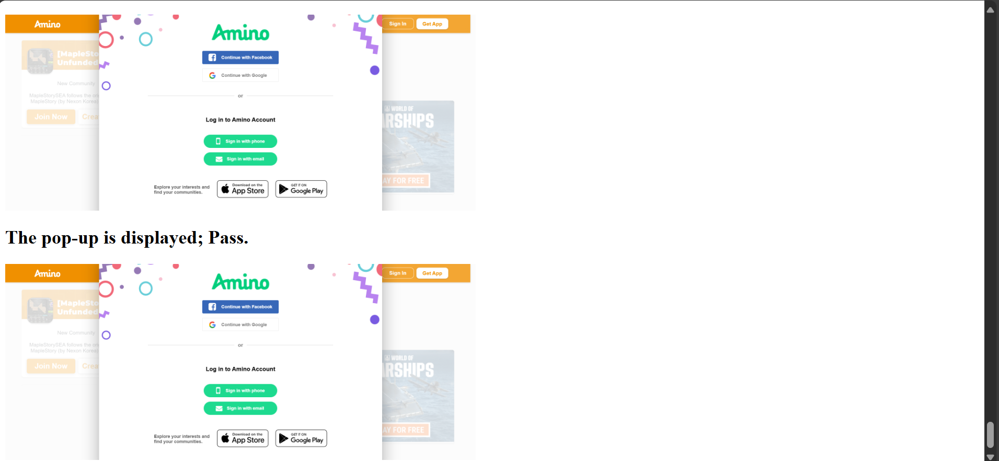 Amino
Amino
Sign In
Get App
Continue with Facebook
[MapleSto
Unfunded
Continue with Google
New Community
MapleStorySEA follows the ori
MapleStory (by Nexon Korea)
or
Join Now
Crea
WORLD OF
RSHIPS
Log in to Amino Account
Sign in with phone
Sign in with email
AY FOR FREE
Explore your interests and
find your communities.
Download on the
App Store
GET IT ON
Google Play
The pop-up is displayed; Pass.
Amino
Amino
Sign In
Get App
Continue with Facebook
[MapleSto
Unfunded
Continue with Google
New Community
MapleStorySEA follows the ori
MapleStory (by Nexon Korea)
or
Join Now
Crea
WORLD OF
RSHIPS
Log in to Amino Account
Sign in with phone
Sign in with email
AY FOR FREE
Explore your interests and
find your communities.
Download on the
App Store
GET IT ON
Google Play